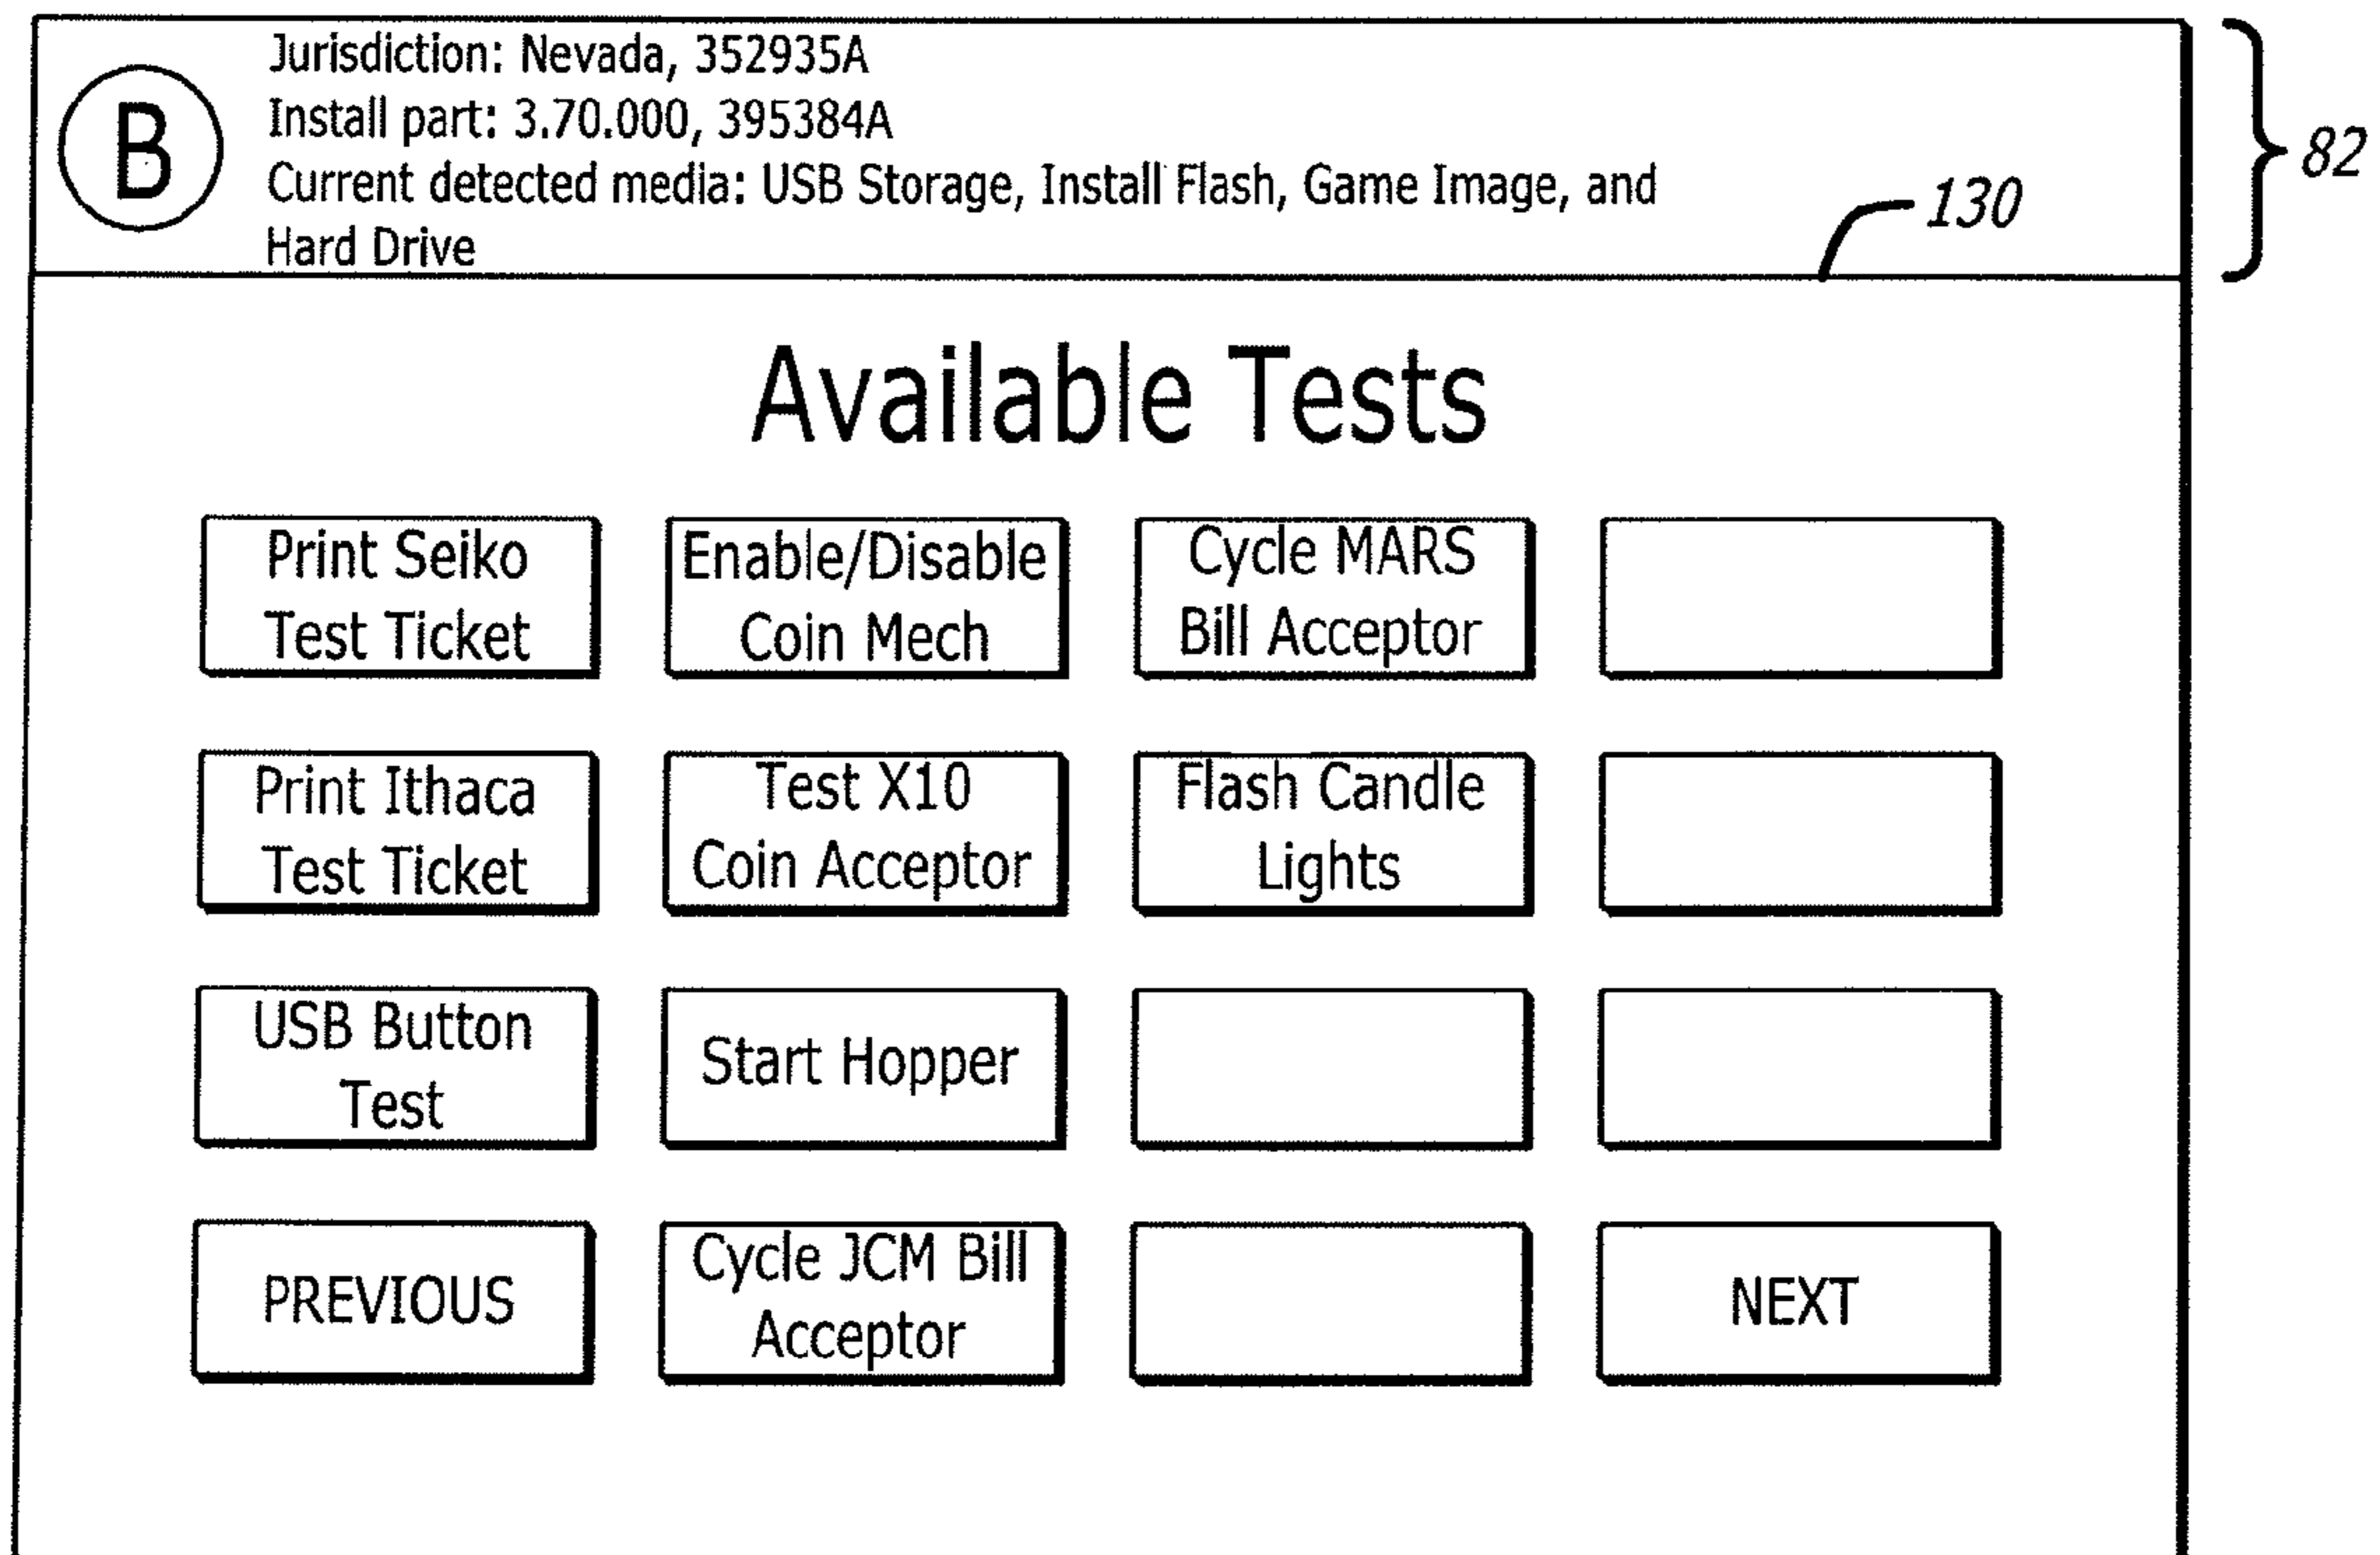 B
Jurisdiction: Nevada, 352935A
Install part: 3.70.000, 395384A
Current detected media: USB Storage, Install Flash, Game Image, and
Hard Drive
82
130
Available Tests
Print Seiko
Test Ticket
Enable/Disable
Coin Mech
Cycle MARS
Bill Acceptor
Print Ithaca
Test Ticket
Test X10
Coin Acceptor
Flash Candle
Lights
USB Button
Test
Start Hopper
PREVIOUS
Cycle JCM Bill
Acceptor
NEXT